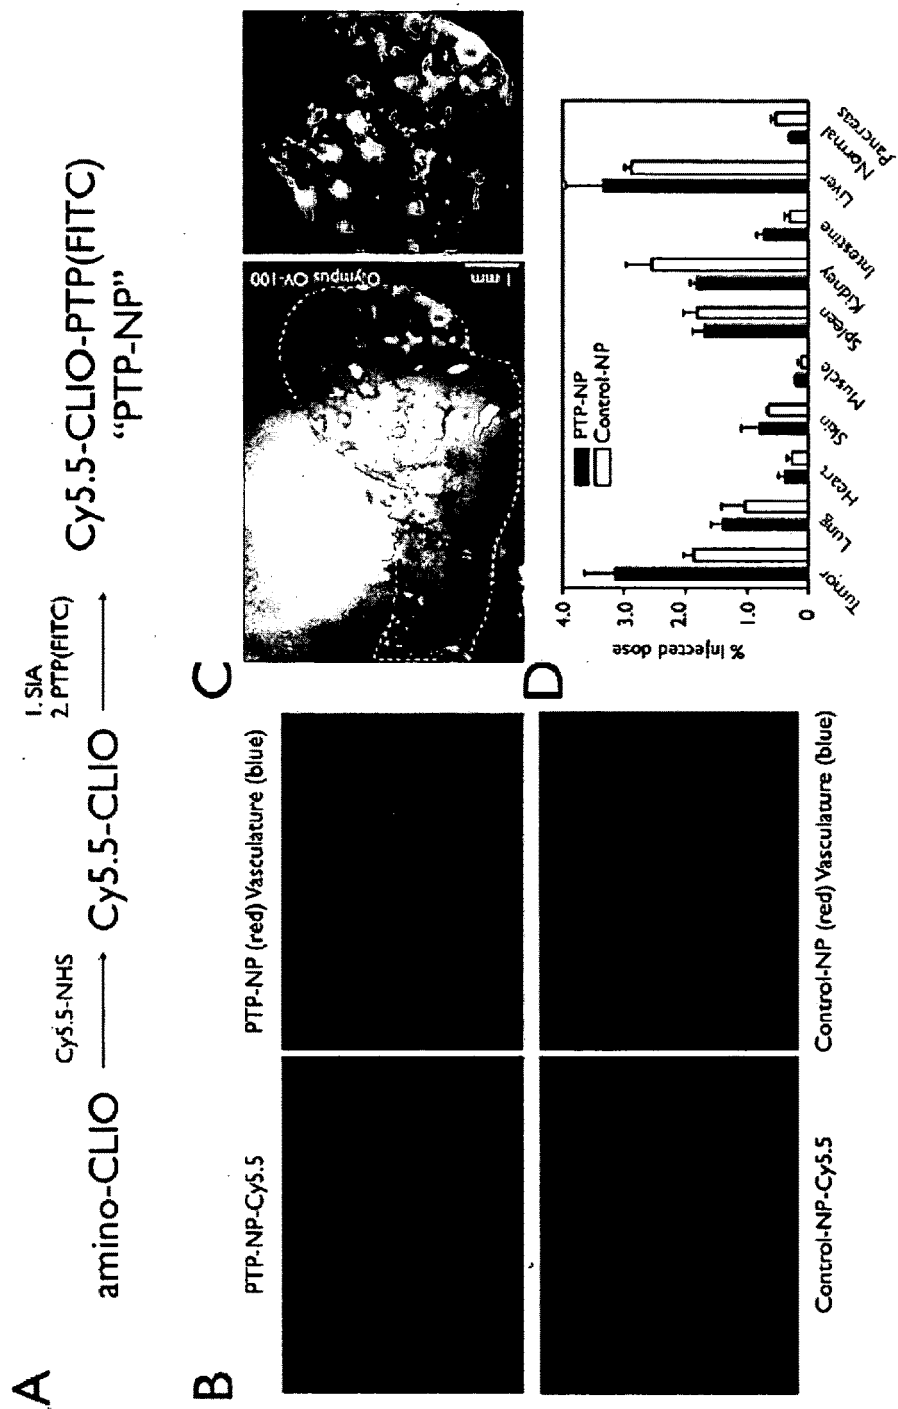 A
amino-CLIO
Cy5.5-NHS
Cy5.5-CLIO
1. SIA
2. PTP(FITC)
Cy5.5-CLIO-PTP(FITC)
“PTP-NP”
B
PTP-NP-Cy5.5
PTP-NP (red) Vasculature (blue)
Control-NP-Cy5.5
Control-NP (red) Vasculature (blue)
C
Olympus OV-100
1 mm
D
% Injected dose
4.0
3.0
2.0
1.0
0
PTP-NP
Control-NP
Tumor
Lung
Heart
Skin
Muscle
Spleen
Kidney
Intestine
Liver
Normal
Pancreas